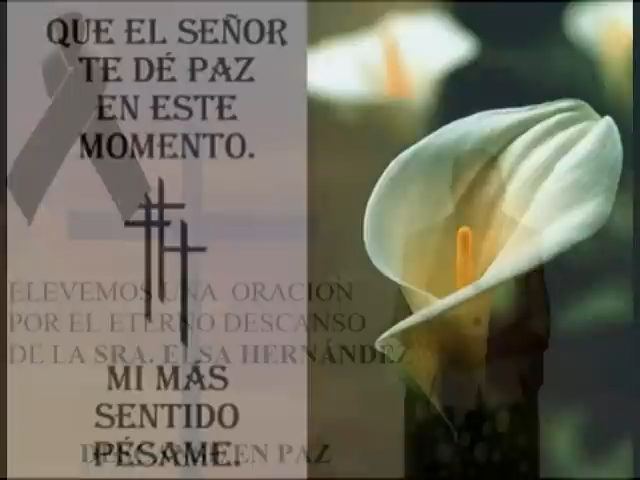 QUE EL SEÑOR
TE DÉ PAZ
EN ESTE
MOMENTO.
ELEVEMOS UNA ORACION
POR EL ETERNO DESCANSO
DE LA SRA. ELSA HERNÁNDEZ
MI MÁS
SENTIDO
PÉSAME.
EN PAZ